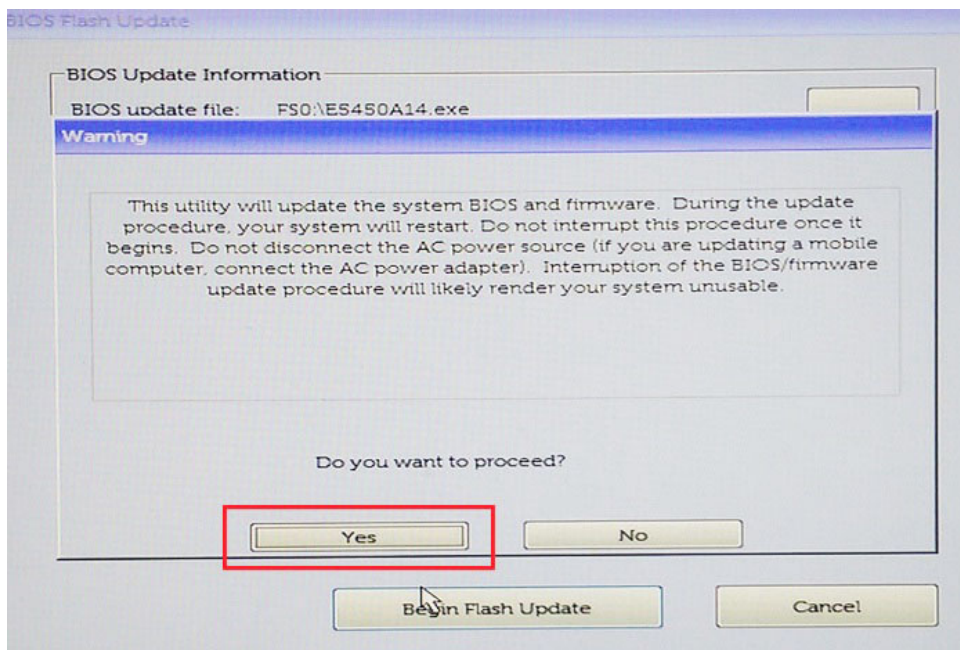 BIOS Flash Update
BIOS Update Information
BIOS update file: FS0:\E5450A14.exe
Warning
This utility will update the system BIOS and firmware. During the update
procedure, your system will restart. Do not interrupt this procedure once it
begins. Do not disconnect the AC power source (if you are updating a mobile
computer, connect the AC power adapter). Interruption of the BIOS/firmware
update procedure will likely render your system unusable.
Do you want to proceed?
Yes No
Begin Flash Update Cancel